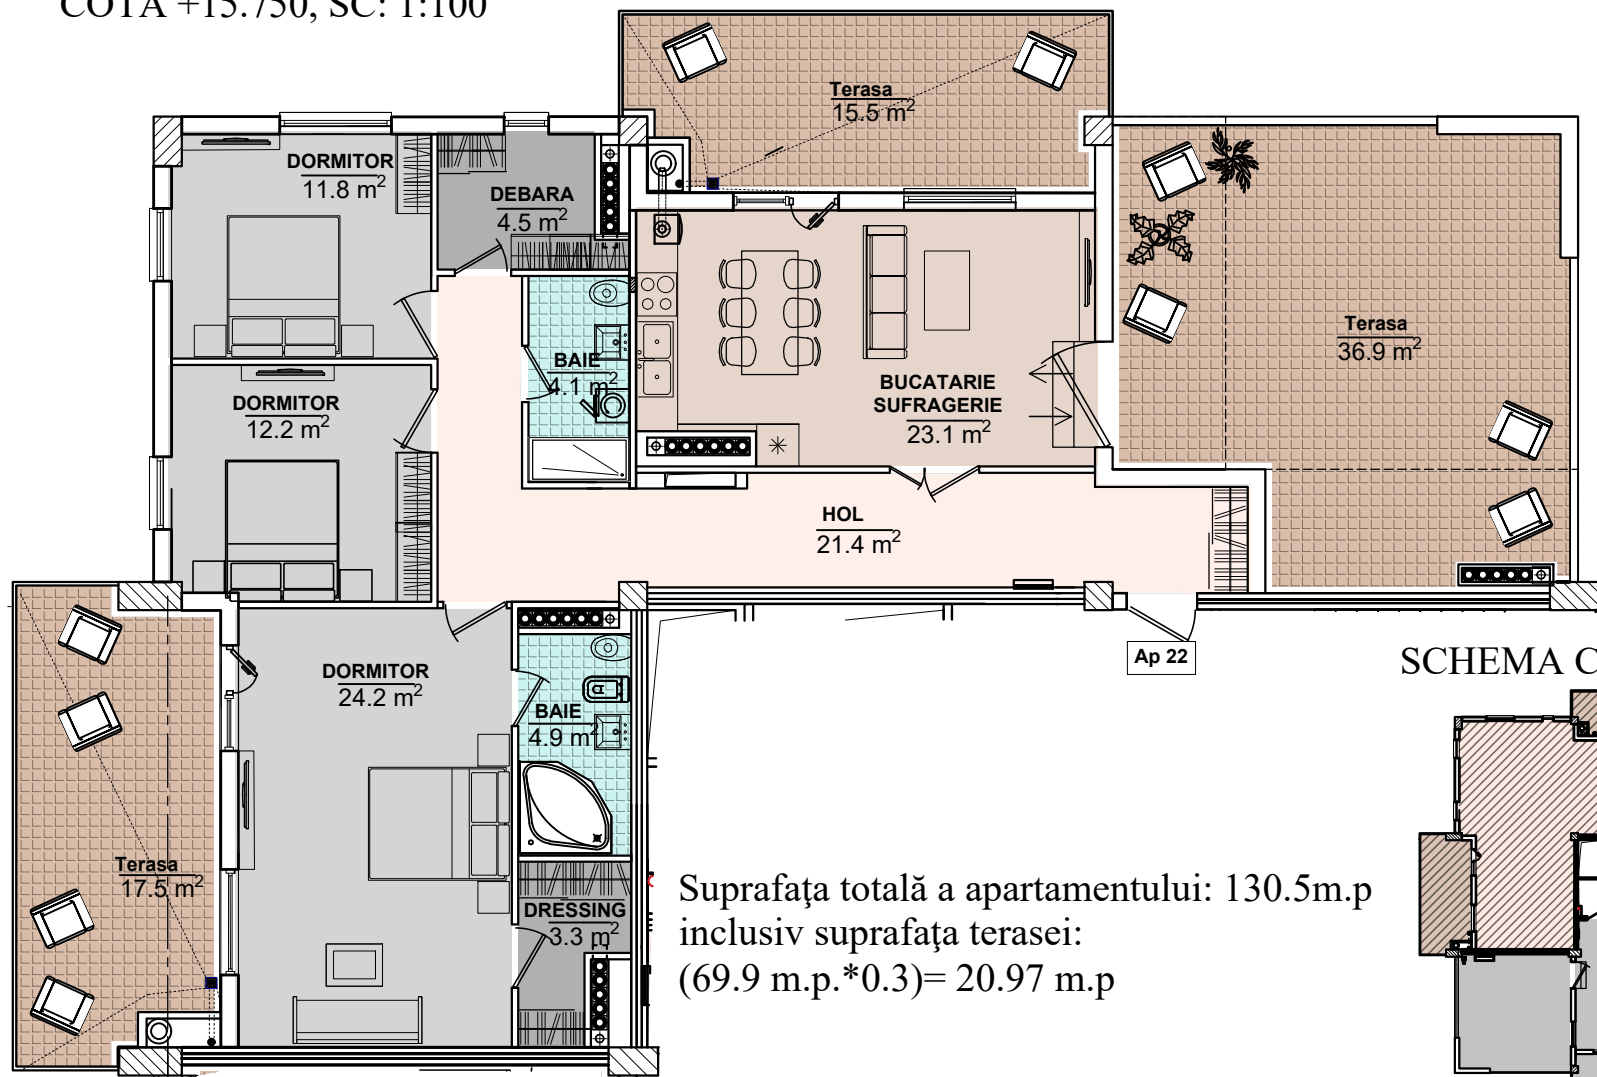 COTA +15.750, SC: 1:100
Terasa
15.5 m²
DORMITOR
11.8 m²
DEBARA
4.5 m²
Terasa
36.9 m²
BAIE
4.1 m²
BUCATARIE
SUFRAGERIE
23.1 m²
DORMITOR
12.2 m²
HOL
21.4 m²
Ap 22
SCHEMA C
DORMITOR
24.2 m²
BAIE
4.9 m²
Terasa
17.5 m²
DRESSING
3.3 m²
Suprafaţa totală a apartamentului: 130.5m.p
inclusiv suprafaţa terasei:
(69.9 m.p.*0.3)= 20.97 m.p